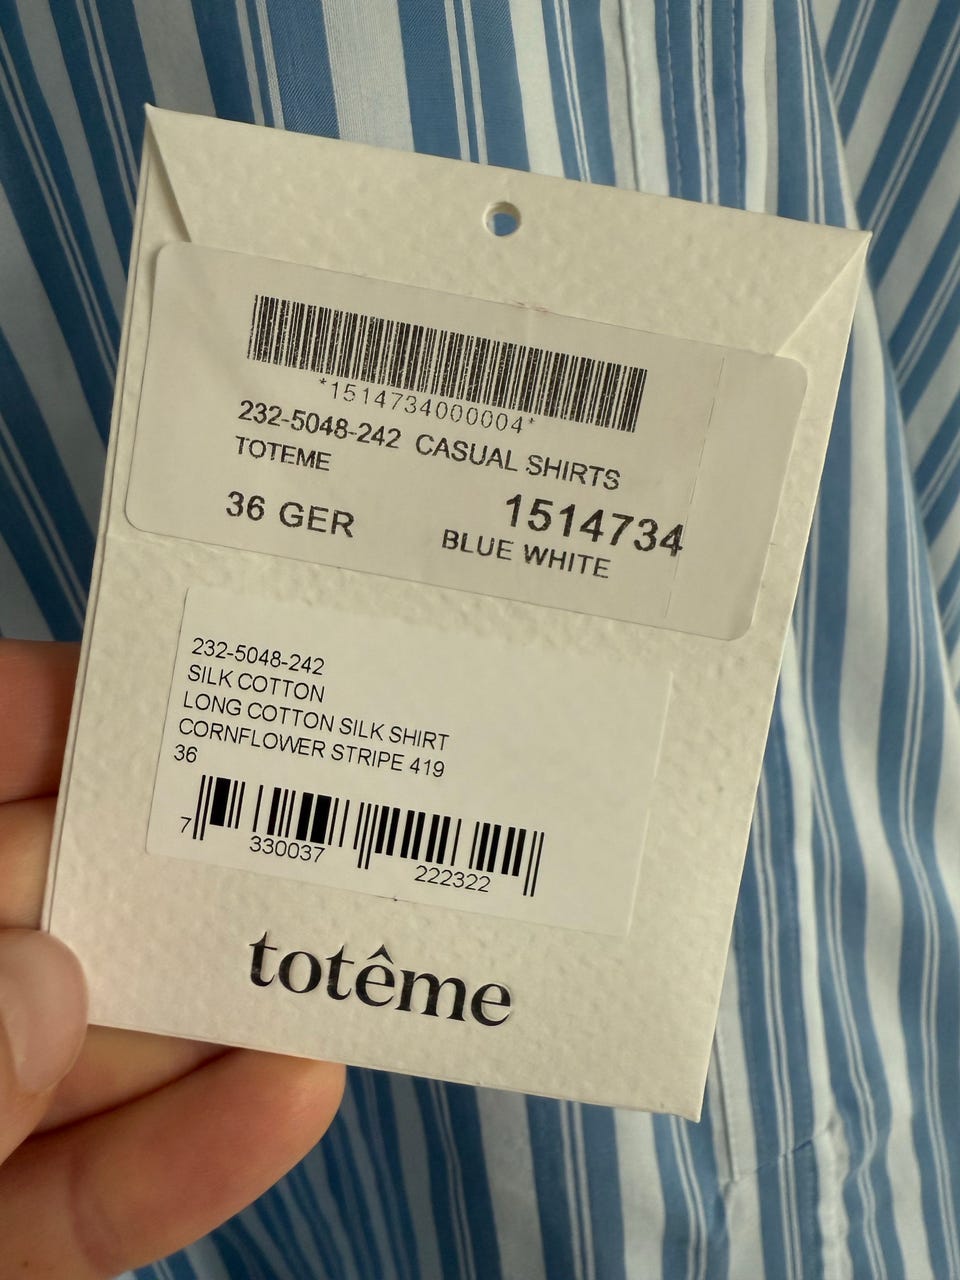 *1514734000004*
232-5048-242 CASUAL SHIRTS
TOTEME
36 GER 1514734
BLUE WHITE
232-5048-242
SILK COTTON
LONG COTTON SILK SHIRT
CORNFLOWER STRIPE 419
36
7 330037 222322
totême